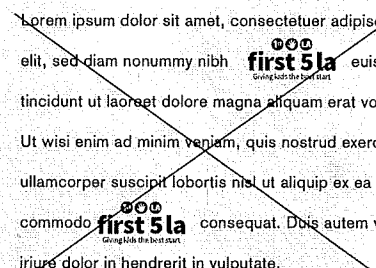 Lorem ipsum dolor sit amet, consectetuer adipisc
elit, sed diam nonummy nibh first 5 la euis
Giving kids the best start
tincidunt ut laoreet dolore magna aliquam erat vo
Ut wisi enim ad minim veniam, quis nostrud exerc
ullamcorper suscipit lobortis nisl ut aliquip ex ea
commodo first 5 la consequat. Duis autem v
Giving kids the best start
iriure dolor in hendrerit in vulputate.